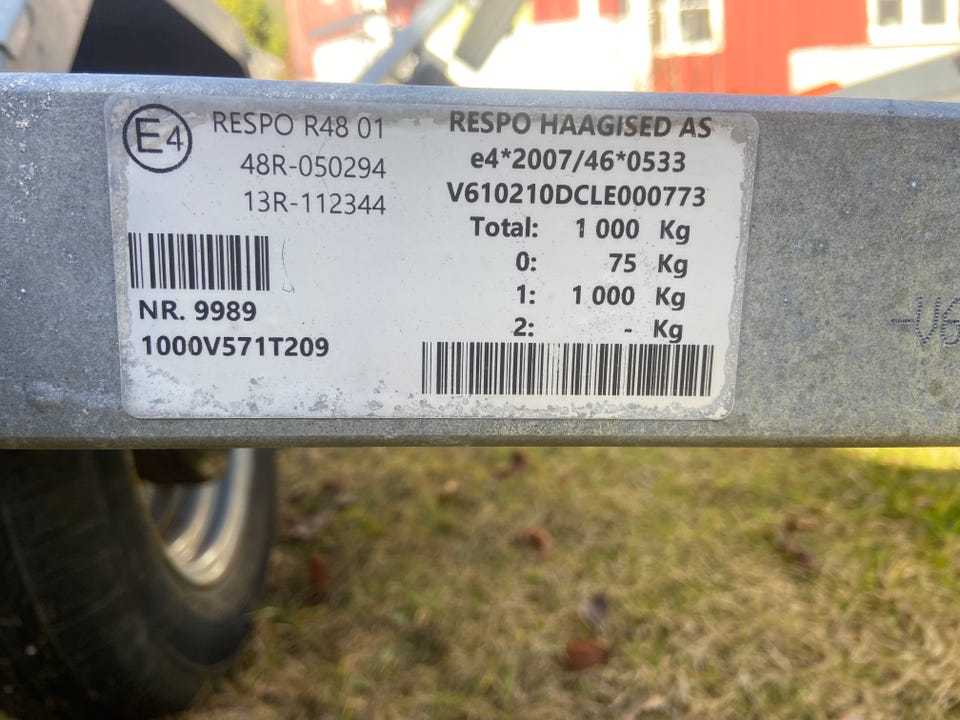 E4
RESPO R48 01
48R-050294
13R-112344
NR. 9989
1000V571T209
RESPO HAAGISED AS
e4*2007/46*0533
V610210DCLE000773
Total: 1 000 Kg
0: 75 Kg
1: 1 000 Kg
2: - Kg
-V6